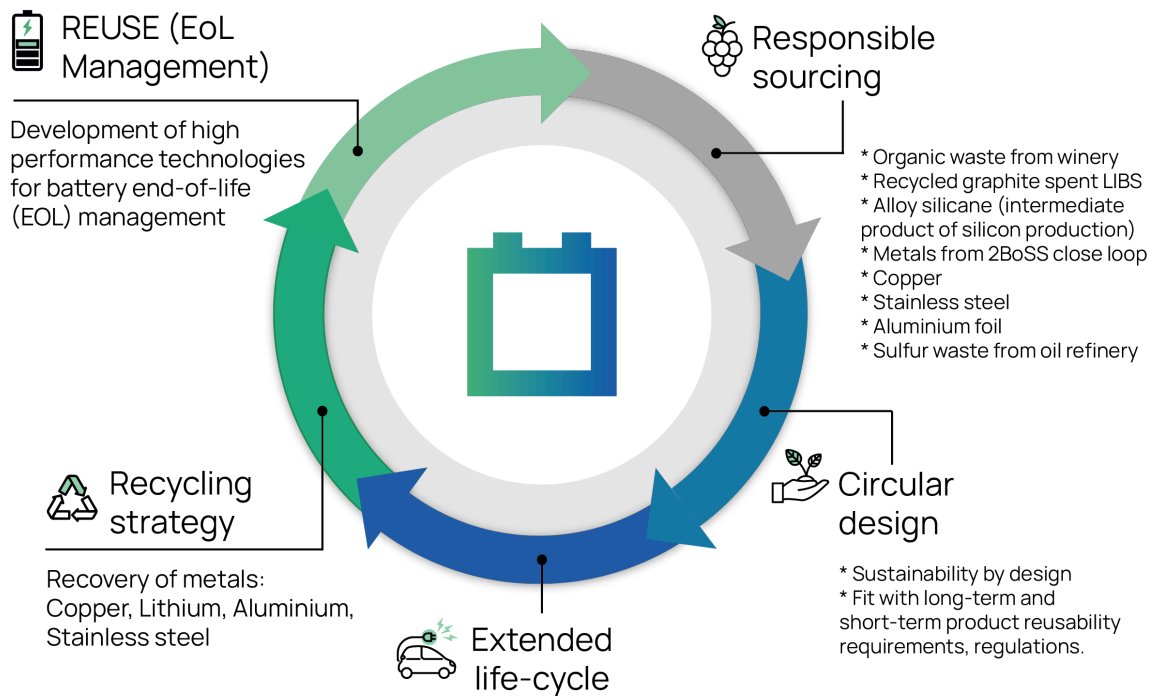 REUSE (EoL
Management)
Development of high
performance technologies
for battery end-of-life
(EOL) management
Responsible
sourcing
* Organic waste from winery
* Recycled graphite spent LIBS
* Alloy silicane (intermediate
product of silicon production)
* Metals from 2BoSS close loop
* Copper
* Stainless steel
* Aluminium foil
* Sulfur waste from oil refinery
Circular
design
* Sustainability by design
* Fit with long-term and
short-term product reusability
requirements, regulations.
Extended
life-cycle
Recycling
strategy
Recovery of metals:
Copper, Lithium, Aluminium,
Stainless steel